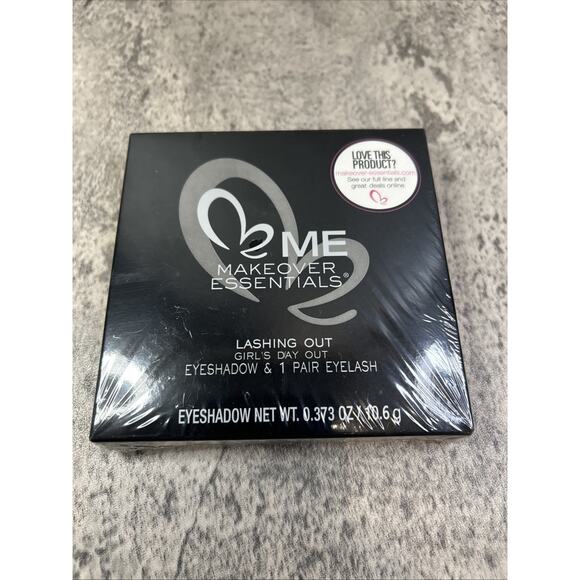 LOVE THIS
PRODUCT?
makeover-essentials.com
See our full line and
great deals online.
ME
MAKEOVER
ESSENTIALS®
LASHING OUT
GIRL'S DAY OUT
EYESHADOW & 1 PAIR EYELASH
EYESHADOW NET WT. 0.373 OZ / 10.6 g